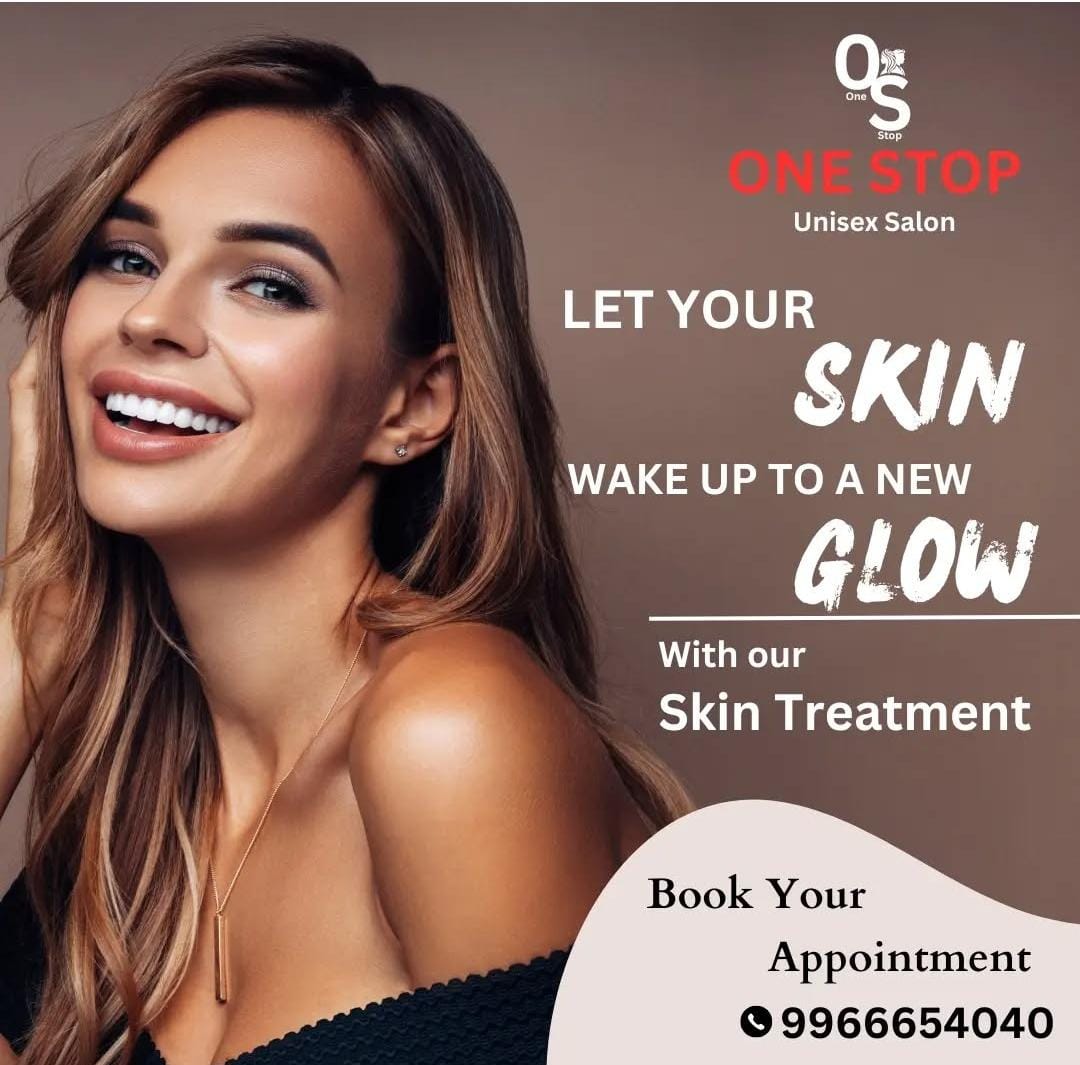 OS
One
Stop
ONE STOP
Unisex Salon
LET YOUR
SKIN
WAKE UP TO A NEW
GLOW
With our
Skin Treatment
Book Your
Appointment
9966654040